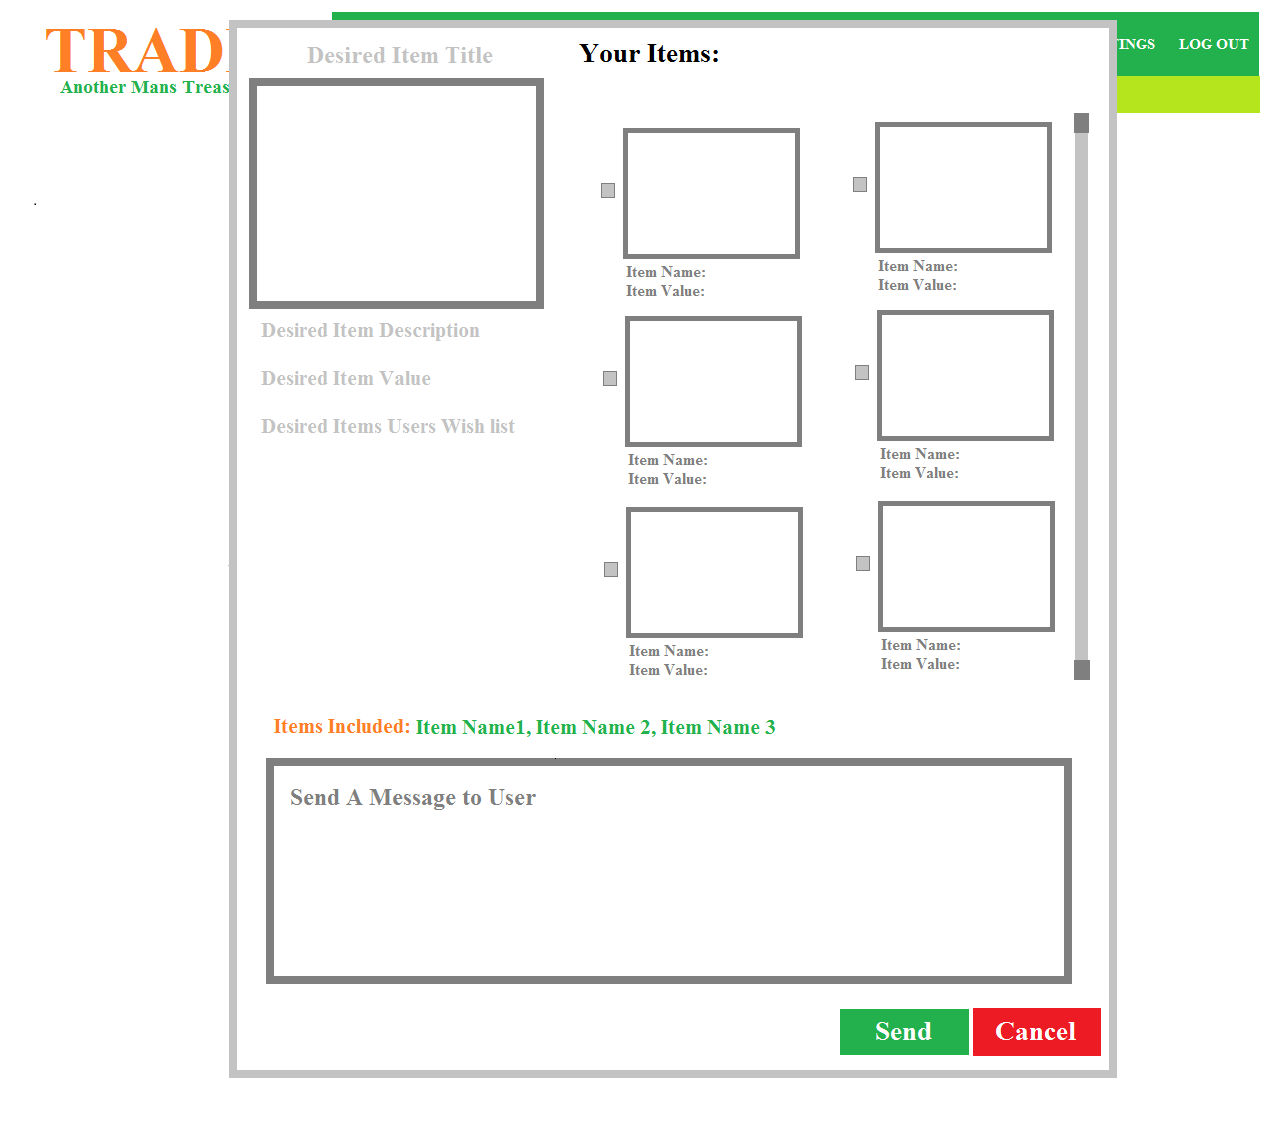 TRAD
Another Mans Treas
INGS LOG OUT
Desired Item Title
Desired Item Description
Desired Item Value
Desired Items Users Wish list
Your Items:
Item Name:
Item Value:
Item Name:
Item Value:
Item Name:
Item Value:
Item Name:
Item Value:
Item Name:
Item Value:
Item Name:
Item Value:
Items Included: Item Name1, Item Name 2, Item Name 3
Send A Message to User
Send Cancel